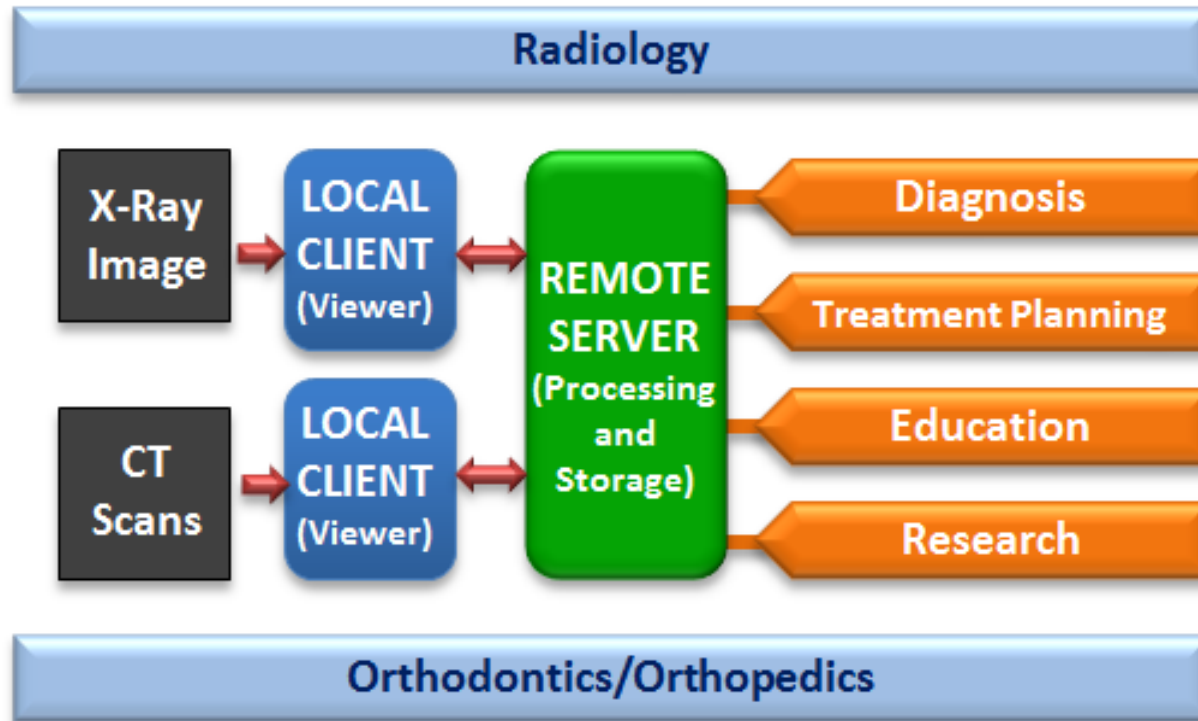 Radiology
X-Ray
Image
LOCAL
CLIENT
(Viewer)
CT
Scans
LOCAL
CLIENT
(Viewer)
REMOTE
SERVER
(Processing
and
Storage)
Diagnosis
Treatment Planning
Education
Research
Orthodontics/Orthopedics